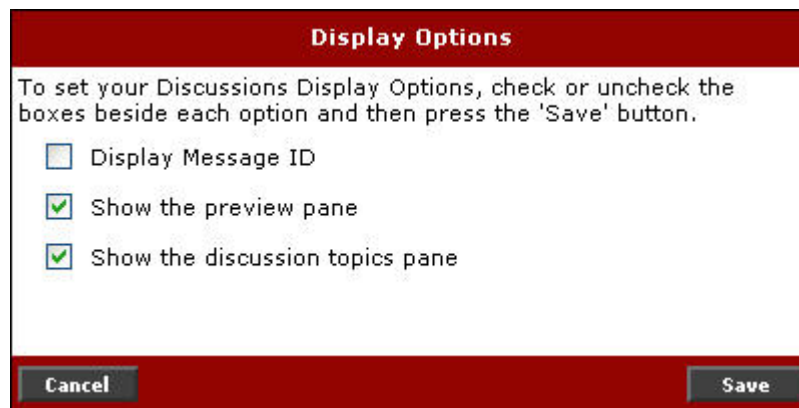 Display Options
To set your Discussions Display Options, check or uncheck the
boxes beside each option and then press the 'Save' button.
Display Message ID
Show the preview pane
Show the discussion topics pane
Cancel
Save